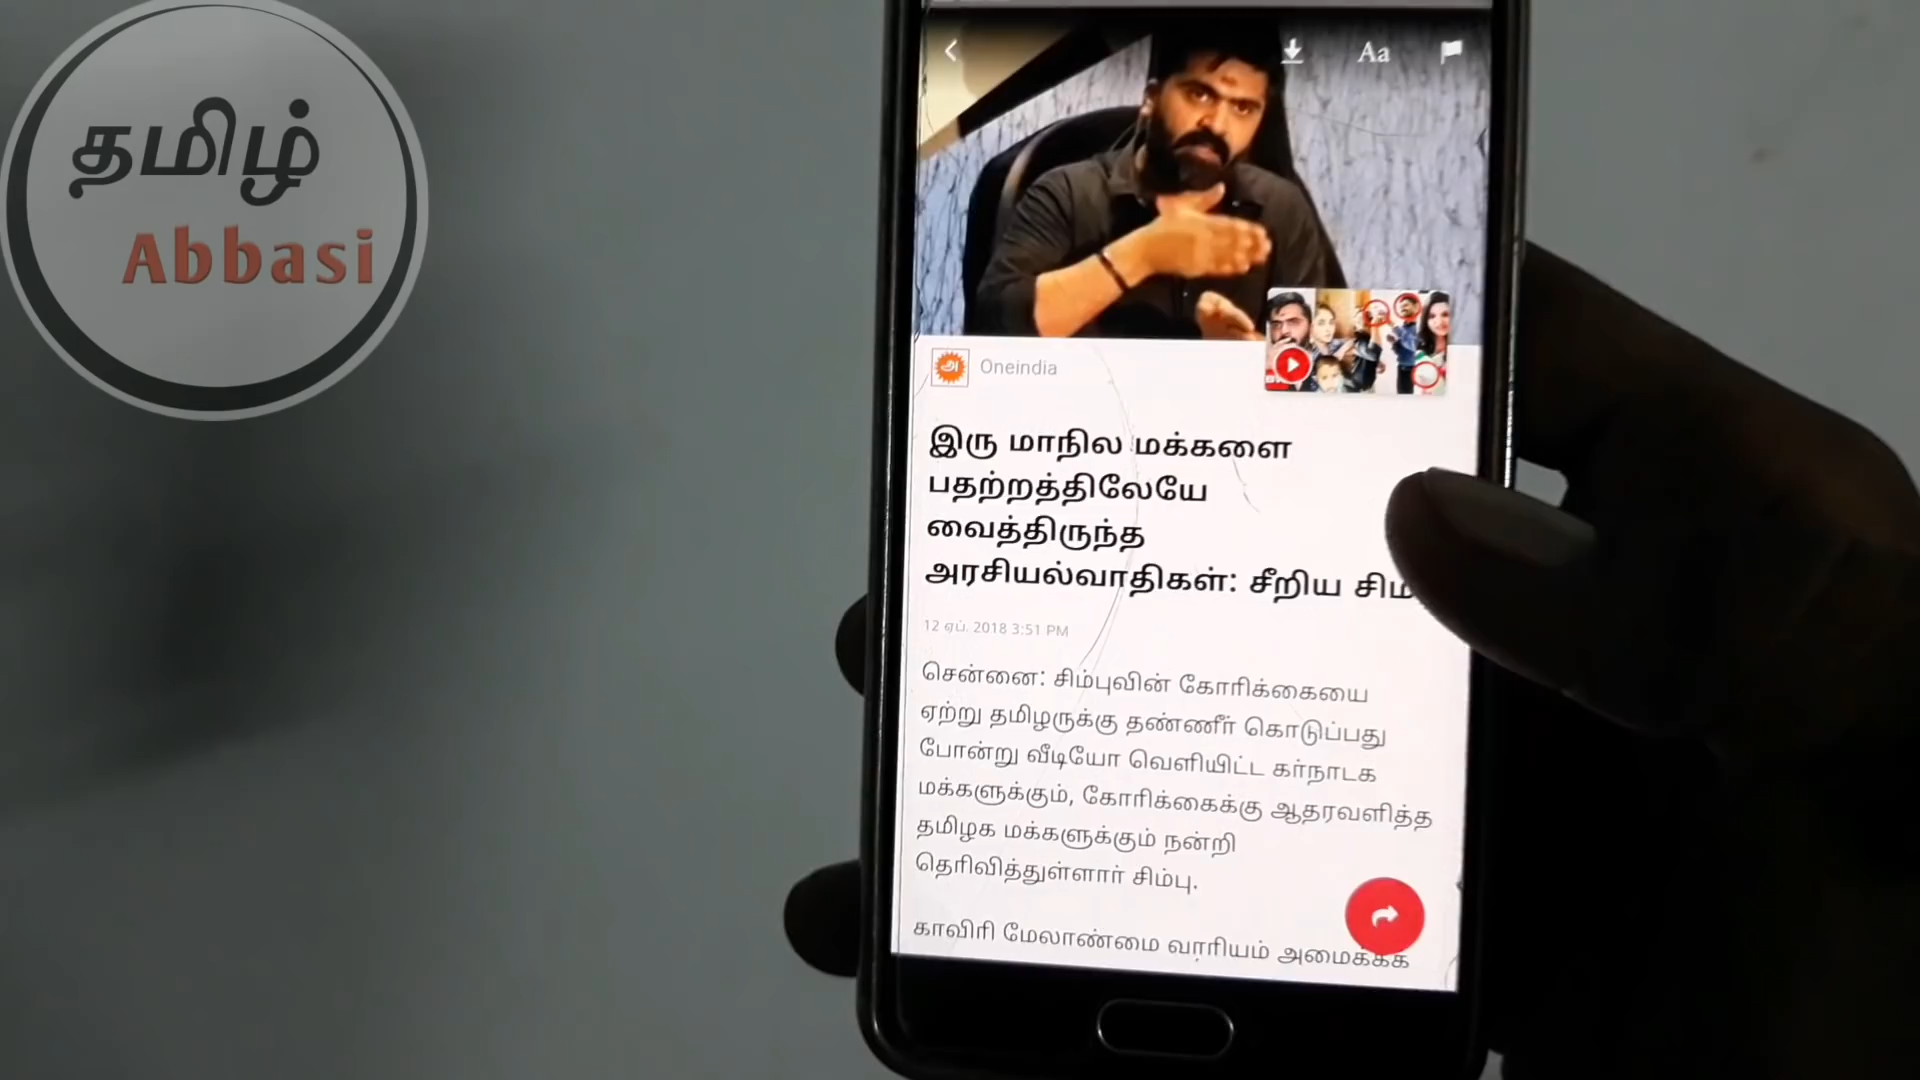 தமிழ்
Abbasi
Aa
Oneindia
இரு மாநில மக்களை
பதற்றத்திலேயே
வைத்திருந்த
அரசியல்வாதிகள்: சீறிய
12 ஏப். 2018 3:51 PM
சென்னை: சிம்புவின் கோரிக்கையை
ஏற்று தமிழருக்கு தண்ணீர் கொடுப்பது
போன்று வீடியோ வெளியிட்ட கர்நாடக
மக்களுக்கும், கோரிக்கைக்கு ஆதரவளித்த
தமிழக மக்களுக்கும் நன்றி
தெரிவித்துள்ளார் சிம்பு.
காவிரி மேலாண்மை வாரியம் அமைக்கக்